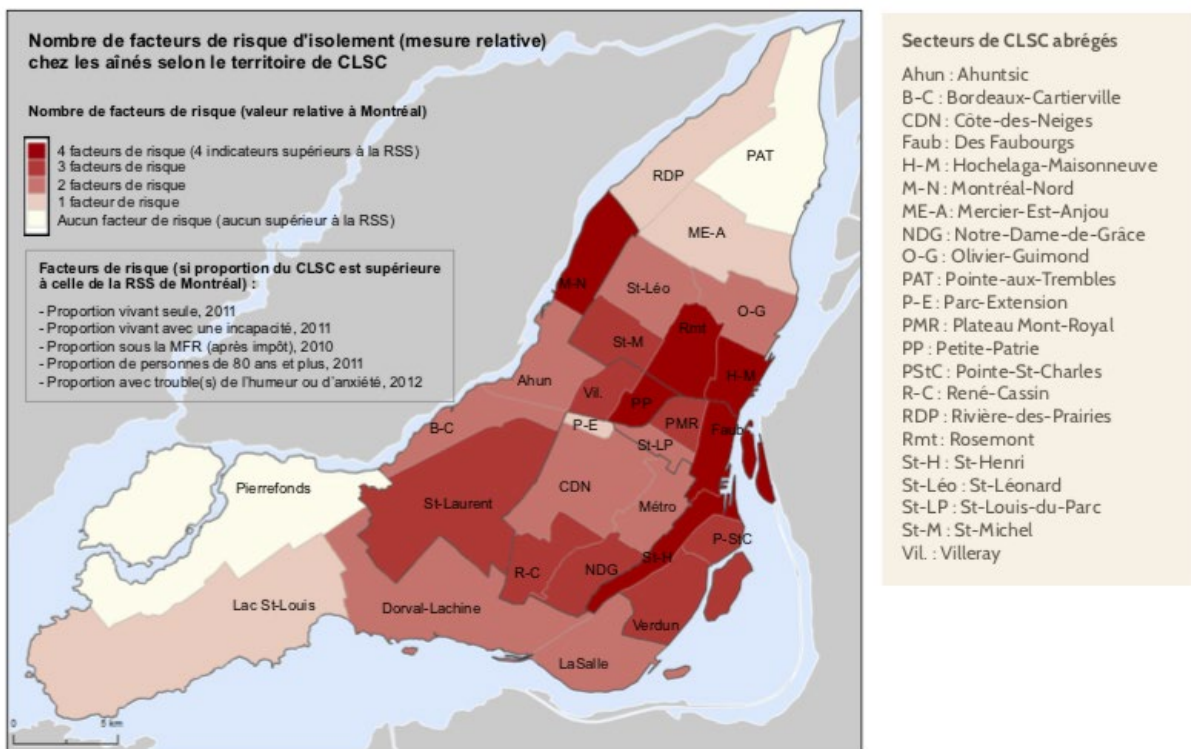 Nombre de facteurs de risque d'isolement (mesure relative)
chez les aînés selon le territoire de CLSC
Nombre de facteurs de risque (valeur relative à Montréal)
4 facteurs de risque (4 indicateurs supérieurs à la RSS)
3 facteurs de risque
2 facteurs de risque
1 facteur de risque
Aucun facteur de risque (aucun supérieur à la RSS)
Facteurs de risque (si proportion du CLSC est supérieure
à celle de la RSS de Montréal) :
- Proportion vivant seule, 2011
- Proportion vivant avec une incapacité, 2011
- Proportion sous la MFR (après impôt), 2010
- Proportion de personnes de 80 ans et plus, 2011
- Proportion avec trouble(s) de l'humeur ou d'anxiété, 2012
PAT
RDP
ME-A
M-N
St-Léo
O-G
Rmt
St-M
H-M
Ahun
Vil.
PP
PMR
Faub
P-E
B-C
St-LP
Pierrefonds
CDN
St-Laurent
Métro
P-StC
St-H
R-C
NDG
Lac St-Louis
Dorval-Lachine
Verdun
LaSalle
0
5 km
Secteurs de CLSC abrégés
Ahun : Ahuntsic
B-C : Bordeaux-Cartierville
CDN : Côte-des-Neiges
Faub : Des Faubourgs
H-M : Hochelaga-Maisonneuve
M-N : Montréal-Nord
ME-A : Mercier-Est-Anjou
NDG : Notre-Dame-de-Grâce
O-G : Olivier-Guimond
PAT : Pointe-aux-Trembles
P-E : Parc-Extension
PMR : Plateau Mont-Royal
PP : Petite-Patrie
PStC : Pointe-St-Charles
R-C : René-Cassin
RDP : Rivière-des-Prairies
Rmt : Rosemont
St-H : St-Henri
St-Léo : St-Léonard
St-LP : St-Louis-du-Parc
St-M : St-Michel
Vil. : Villeray